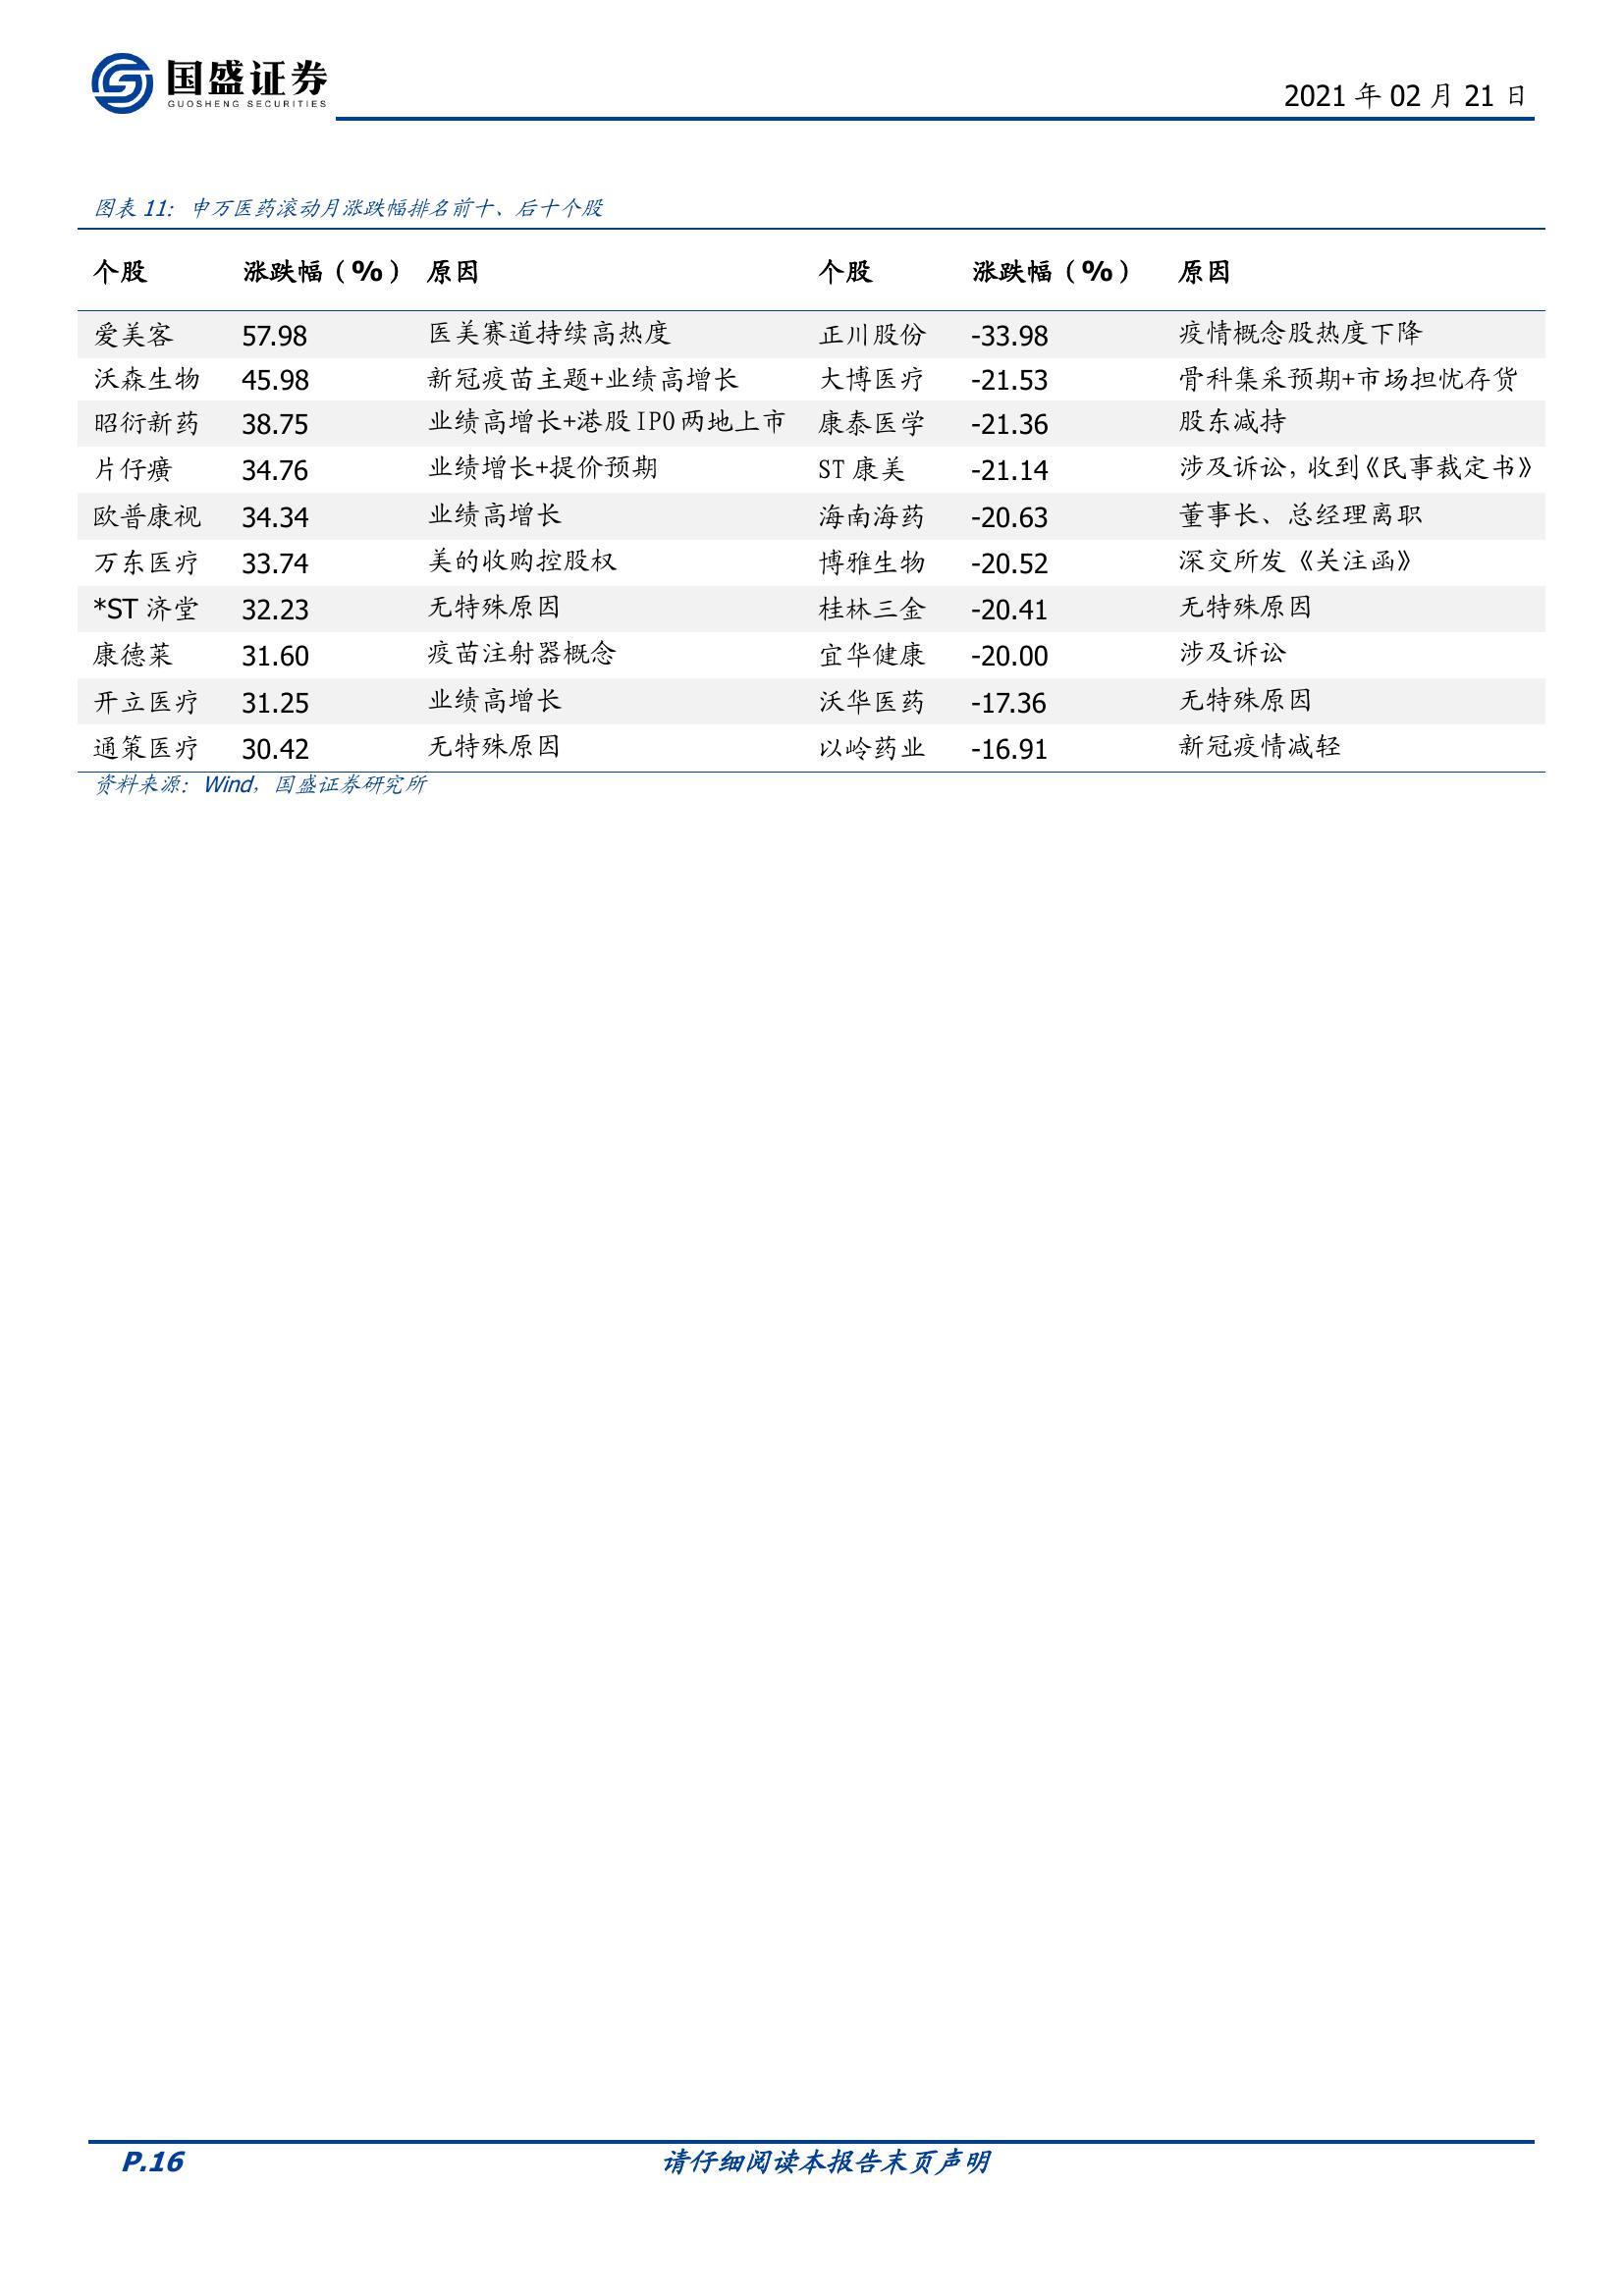 国盛证券
GUOSHENG SECURITIES
2021 年 02 月 21 日
图表 11：申万医药滚动月涨跌幅排名前十、后十个股
个股 涨跌幅（%） 原因 个股 涨跌幅（%） 原因
爱美客 57.98 医美赛道持续高热度 正川股份 -33.98 疫情概念股热度下降
沃森生物 45.98 新冠疫苗主题+业绩高增长 大博医疗 -21.53 骨科集采预期+市场担忧存货
昭衍新药 38.75 业绩高增长+港股 IPO 两地上市 康泰医学 -21.36 股东减持
片仔癀 34.76 业绩增长+提价预期 ST 康美 -21.14 涉及诉讼，收到《民事裁定书》
欧普康视 34.34 业绩高增长 海南海药 -20.63 董事长、总经理离职
万东医疗 33.74 美的收购控股权 博雅生物 -20.52 深交所发《关注函》
*ST 济堂 32.23 无特殊原因 桂林三金 -20.41 无特殊原因
康德莱 31.60 疫苗注射器概念 宜华健康 -20.00 涉及诉讼
开立医疗 31.25 业绩高增长 沃华医药 -17.36 无特殊原因
通策医疗 30.42 无特殊原因 以岭药业 -16.91 新冠疫情减轻
资料来源：Wind，国盛证券研究所
P.16 请仔细阅读本报告末页声明